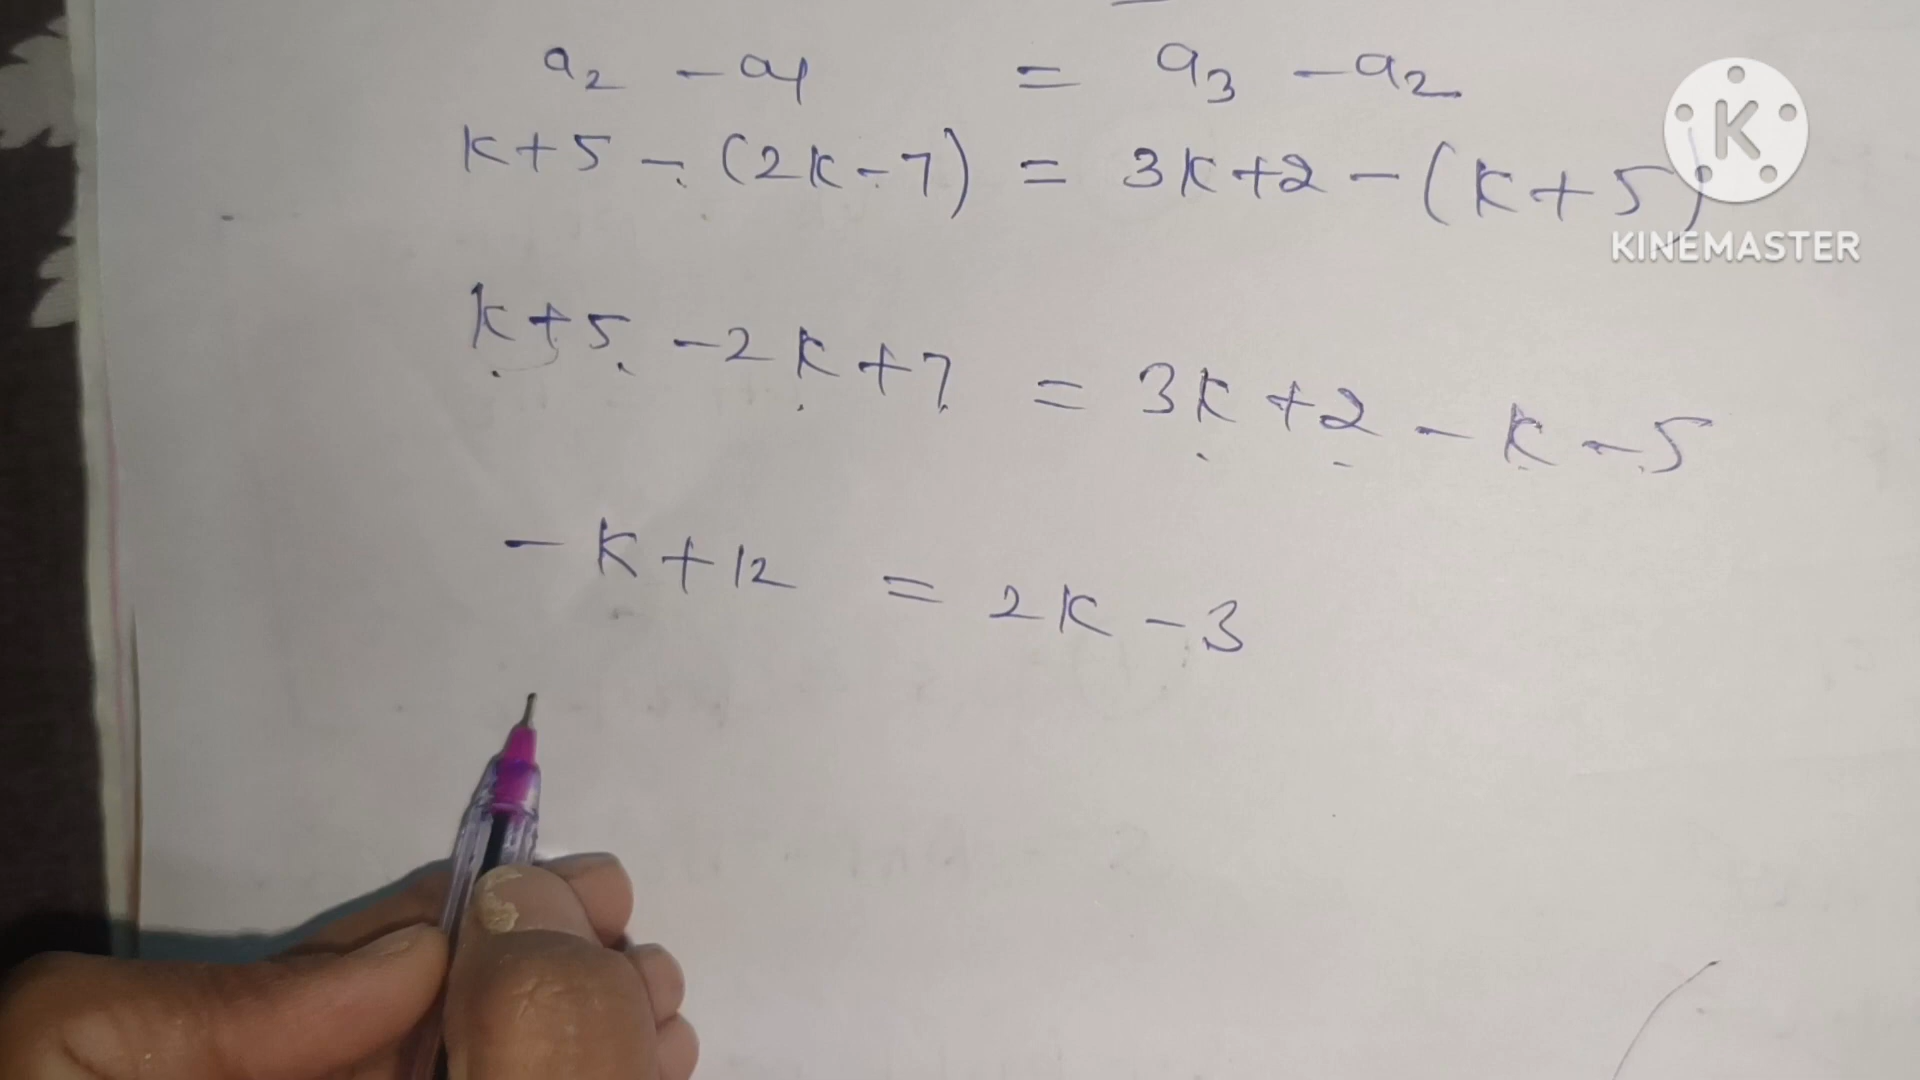 a₂ - a₁ = a₃ - a₂
k+5 - (2k-7) = 3k+2 - (k+5)
K
KINEMASTER
k+5 -2k+7 = 3k+2 - k - 5
- k+12 = 2k - 3